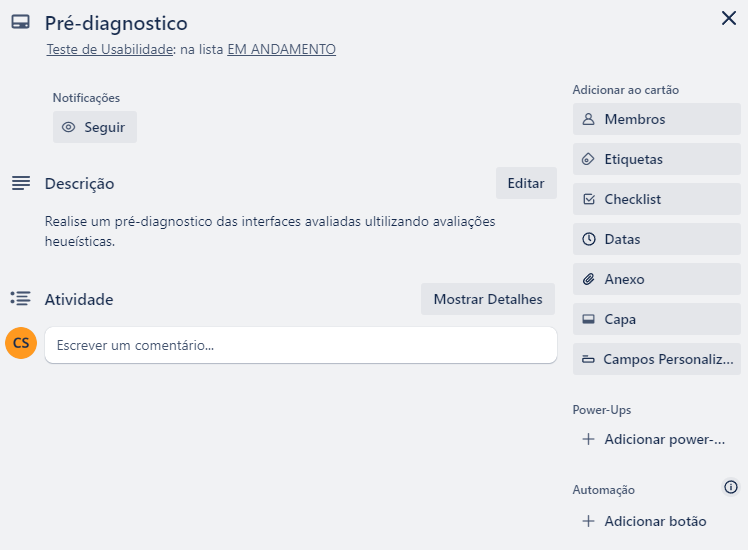 Pré-diagnostico
Teste de Usabilidade: na lista EM ANDAMENTO
Notificações
Seguir
Descrição
Editar
Realise um pré-diagnostico das interfaces avaliadas ultilizando avaliações
heueísticas.
Atividade
Mostrar Detalhes
CS
Escrever um comentário...
Adicionar ao cartão
Membros
Etiquetas
Checklist
Datas
Anexo
Capa
Campos Personaliz...
Power-Ups
Adicionar power-...
Automação
Adicionar botão